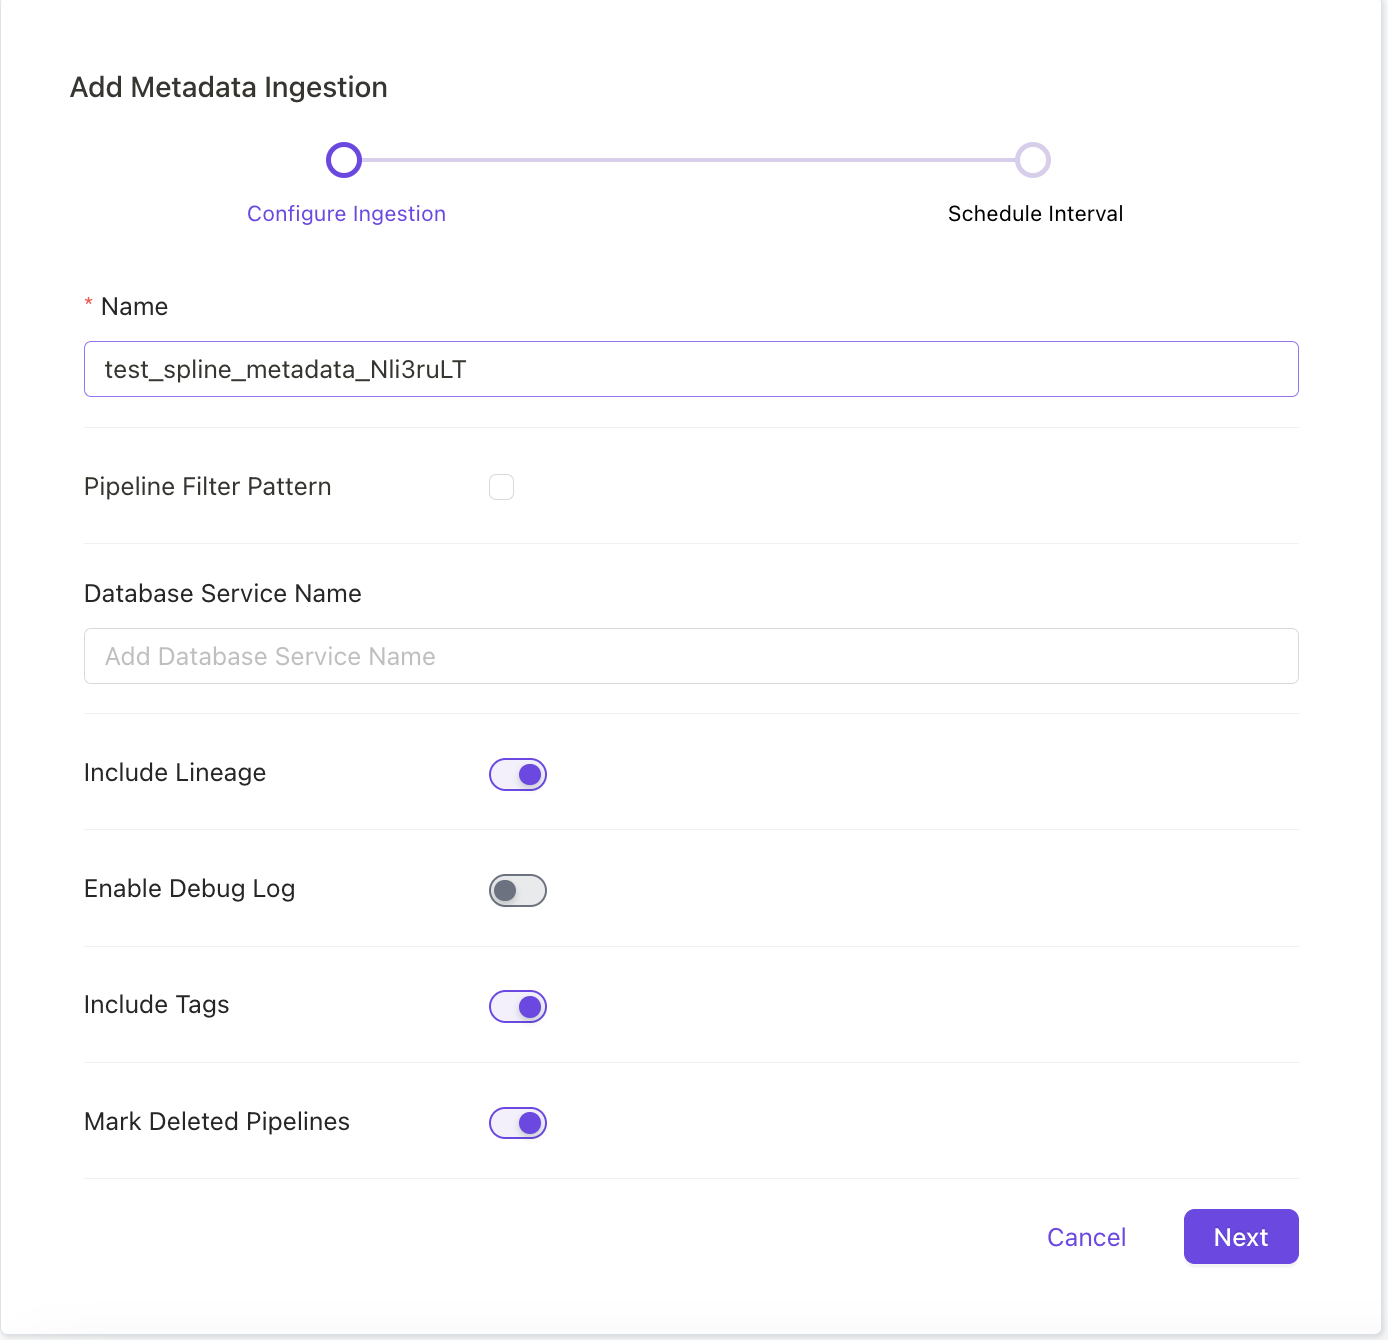 Add Metadata Ingestion
Configure Ingestion
Schedule Interval
* Name
test_spline_metadata_Nli3ruLT
Pipeline Filter Pattern
Database Service Name
Add Database Service Name
Include Lineage
Enable Debug Log
Include Tags
Mark Deleted Pipelines
Cancel
Next